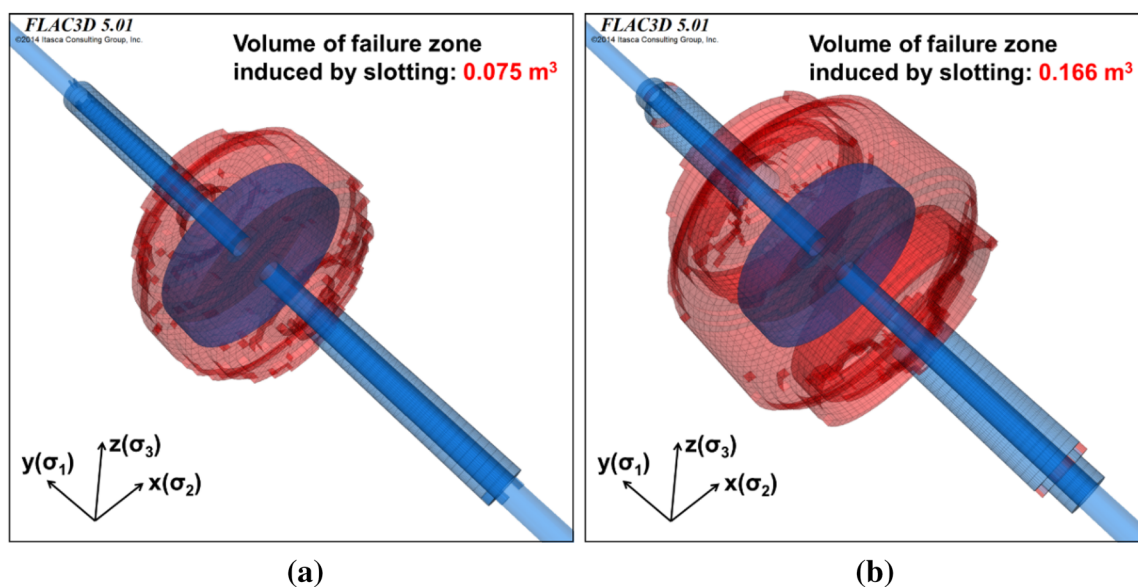 FLAC3D 5.01
©2014 Itasca Consulting Group, Inc.
Volume of failure zone
induced by slotting: 0.075 m³
z(σ₃)
y(σ₁)
x(σ₂)
(a)
FLAC3D 5.01
©2014 Itasca Consulting Group, Inc.
Volume of failure zone
induced by slotting: 0.166 m³
z(σ₃)
y(σ₁)
x(σ₂)
(b)